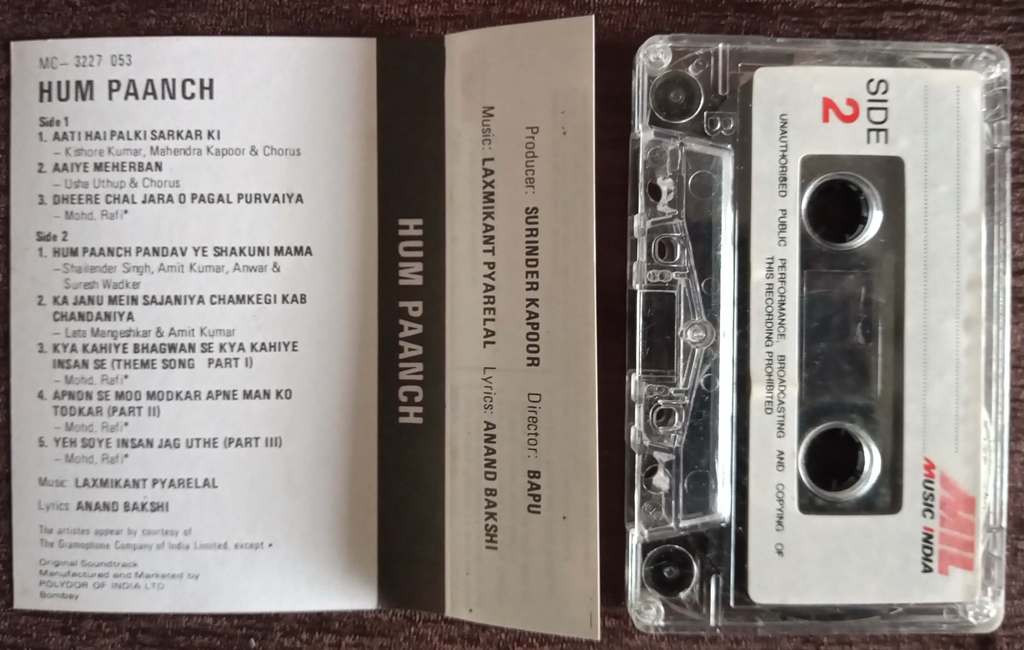 MC– 3227 053
HUM PAANCH
Side 1
1. AATI HAI PALKI SARKAR KI
– Kishore Kumar, Mahendra Kapoor & Chorus
2. AAIYE MEHERBAN
– Usha Uthup & Chorus
3. DHEERE CHAL JARA O PAGAL PURVAIYA
– Mohd. Rafi*
Side 2
1. HUM PAANCH PANDAV YE SHAKUNI MAMA
– Shailender Singh, Amit Kumar, Anwar &
Suresh Wadker
2. KA JANU MEIN SAJANIYA CHAMKEGI KAB
CHANDANIYA
– Lata Mangeshkar & Amit Kumar
3. KYA KAHIYE BHAGWAN SE KYA KAHIYE
INSAN SE (THEME SONG PART I)
– Mohd. Rafi*
4. APNON SE MOO MODKAR APNE MAN KO
TODKAR (PART II)
– Mohd. Rafi*
5. YEH SOYE INSAN JAG UTHE (PART III)
– Mohd. Rafi*
Music LAXMIKANT PYARELAL
Lyrics ANAND BAKSHI
The artistes appear by courtesy of
The Gramophone Company of India Limited, except *
Original Soundtrack
Manufactured and Marketed by
POLYDOR OF INDIA LTD
Bombay
HUM PAANCH
Producer: SURINDER KAPOOR Director: BAPU
Music: LAXMIKANT PYARELAL Lyrics: ANAND BAKSHI
B
SIDE
2
MIL
MUSIC INDIA
UNAUTHORISED PUBLIC PERFORMANCE, BROADCASTING AND COPYING OF
THIS RECORDING PROHIBITED